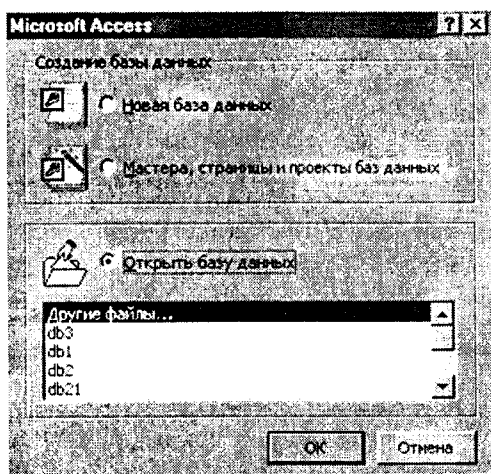 Microsoft Access
Создание базы данных
Новая база данных
Мастера, страницы и проекты баз данных
Открыть базу данных
Другие файлы...
db3
db1
db2
db21
OK
Отмена